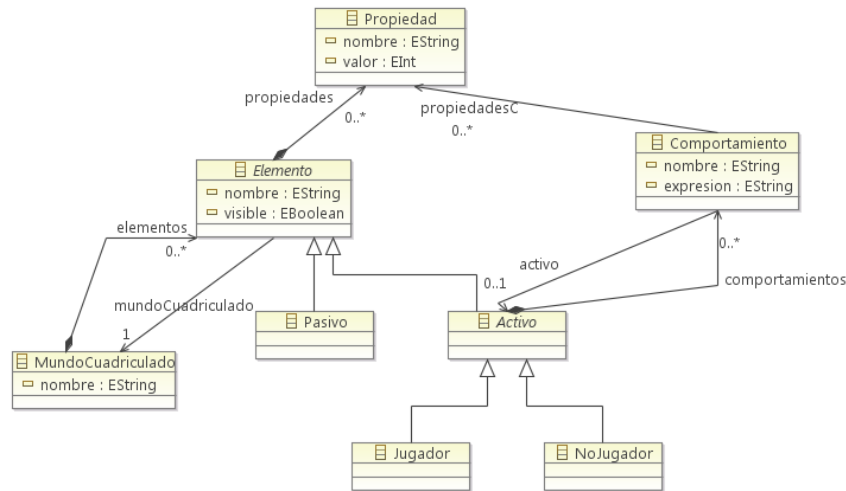 Propiedad
nombre : EString
valor : EInt
propiedades
0..*
propiedadesC
0..*
Comportamiento
nombre : EString
expresion : EString
Elemento
nombre : EString
visible : EBoolean
elementos
0..*
activo
0..*
0..1
comportamientos
mundoCuadriculado
1
Pasivo
Activo
MundoCuadriculado
nombre : EString
Jugador
NoJugador